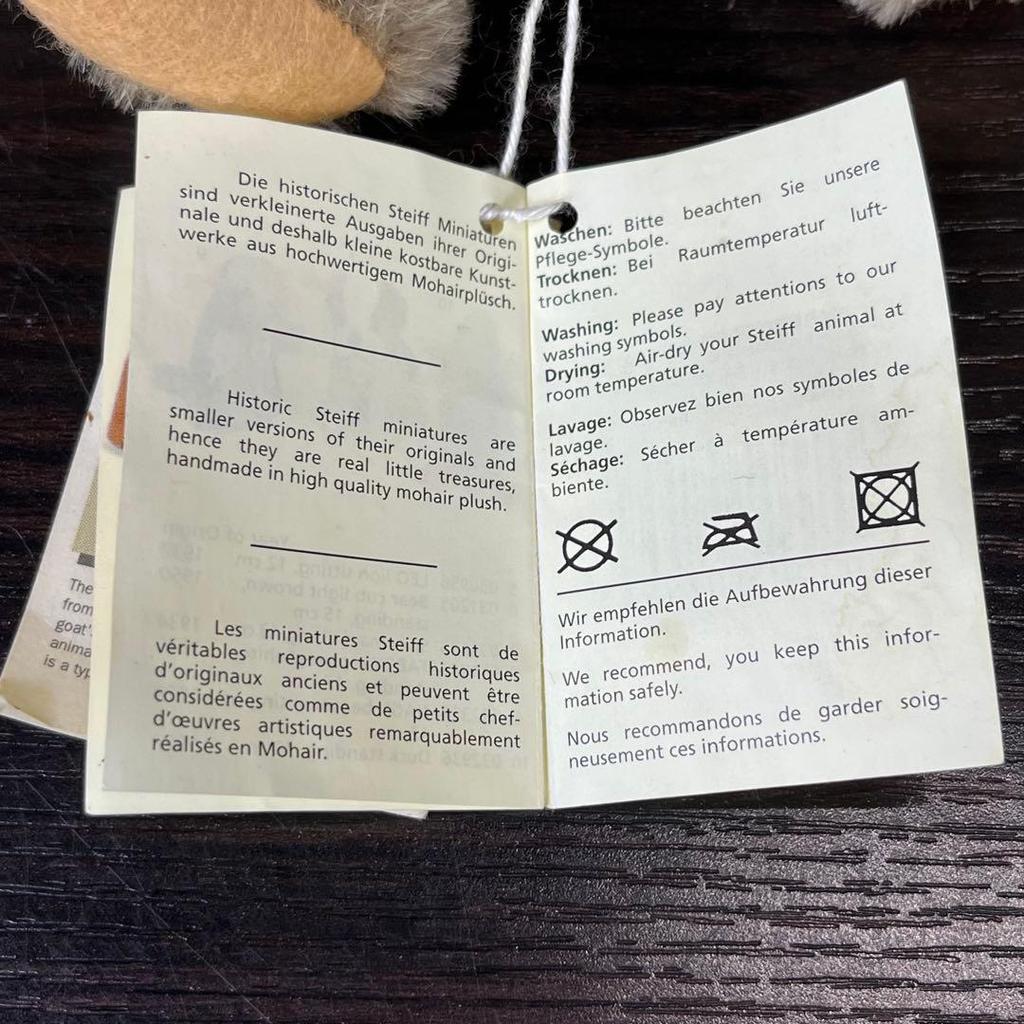 Die historischen Steiff Miniaturen
sind verkleinerte Ausgaben ihrer Origi-
nale und deshalb kleine kostbare Kunst-
werke aus hochwertigem Mohairplüsch.
Historic Steiff miniatures are
smaller versions of their originals and
hence they are real little treasures,
handmade in high quality mohair plush.
Les miniatures Steiff sont de
véritables reproductions historiques
d'originaux anciens et peuvent être
considérées comme de petits chef-
d'œuvres artistiques remarquablement
réalisés en Mohair.
Waschen: Bitte beachten Sie unsere
Pflege-Symbole.
Trocknen: Bei Raumtemperatur luft-
trocknen.
Washing: Please pay attentions to our
washing symbols.
Drying: Air-dry your Steiff animal at
room temperature.
Lavage: Observez bien nos symboles de
lavage.
Séchage: Sécher à température am-
biente.
Wir empfehlen die Aufbewahrung dieser
Information.
We recommend, you keep this infor-
mation safely.
Nous recommandons de garder soig-
neusement ces informations.
The
from
goat'
anima
is a typ